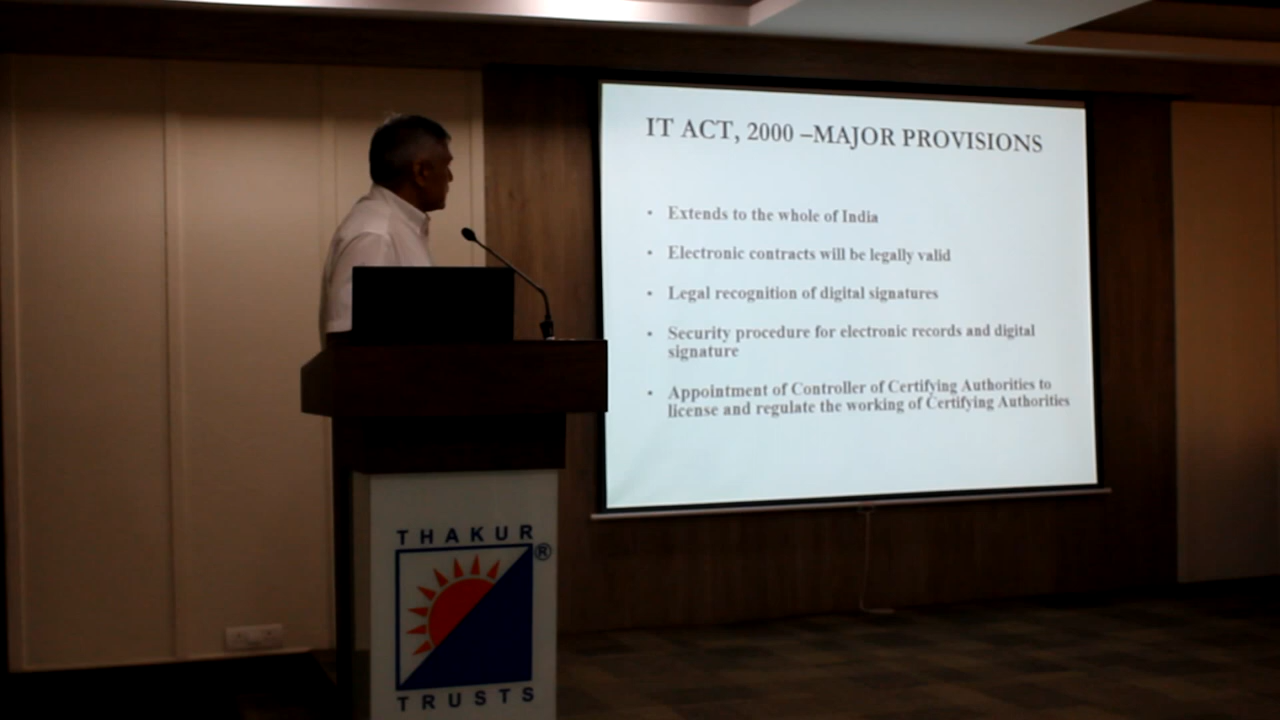 IT ACT, 2000 –MAJOR PROVISIONS
• Extends to the whole of India
• Electronic contracts will be legally valid
• Legal recognition of digital signatures
• Security procedure for electronic records and digital
signature
• Appointment of Controller of Certifying Authorities to
license and regulate the working of Certifying Authorities
THAKUR
®
TRUSTS